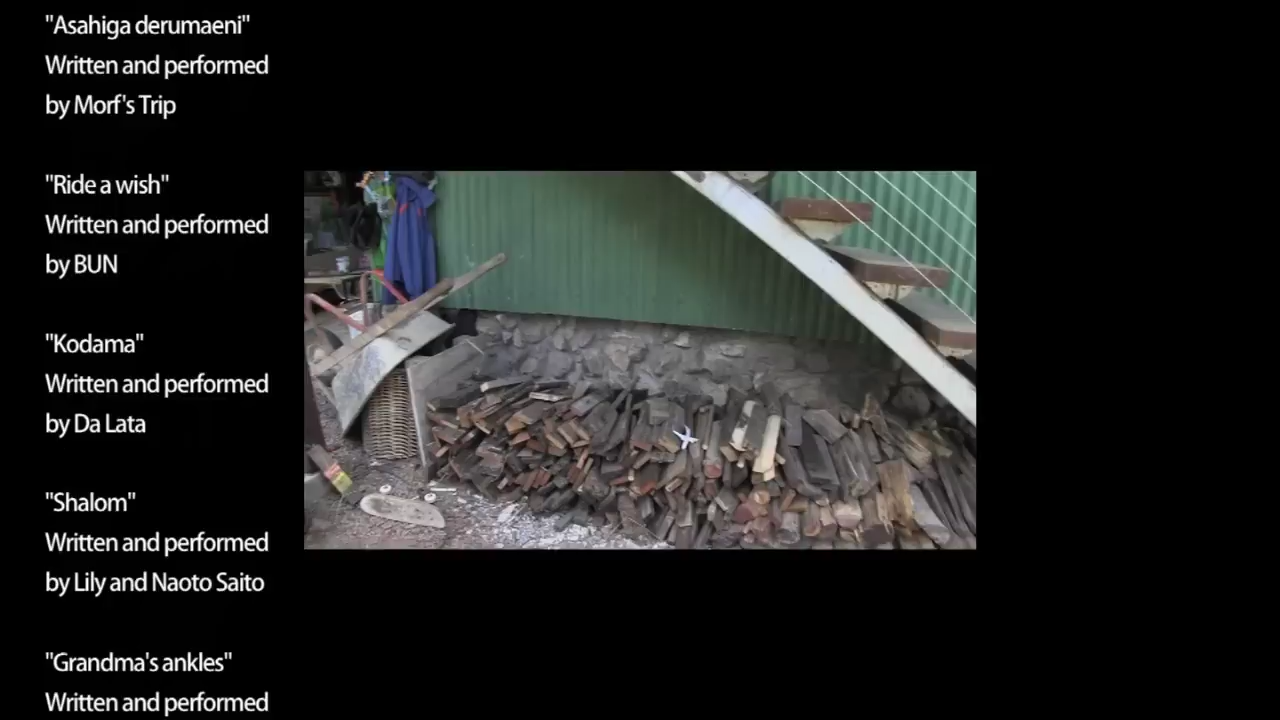 "Asahiga derumaeni"
Written and performed
by Morf's Trip
"Ride a wish"
Written and performed
by BUN
"Kodama"
Written and performed
by Da Lata
"Shalom"
Written and performed
by Lily and Naoto Saito
"Grandma's ankles"
Written and performed